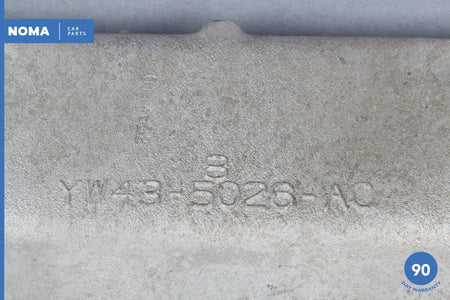 NOMA CAR PARTS
8
YW43-5026-AC
90 DAY WARRANTY